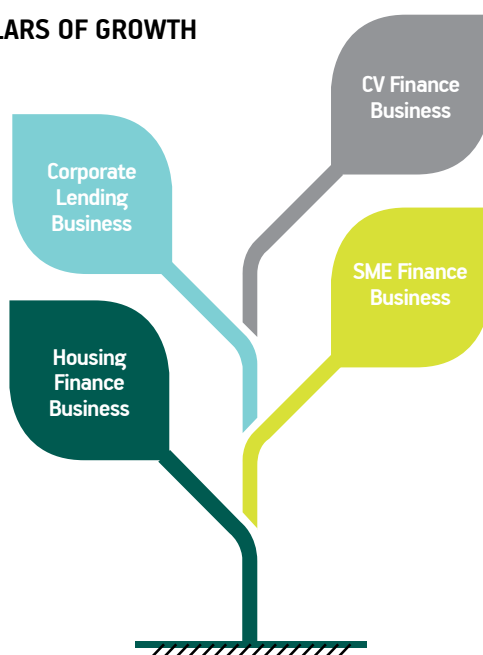 LARS OF GROWTH
CV Finance
Business
Corporate
Lending
Business
SME Finance
Business
Housing
Finance
Business